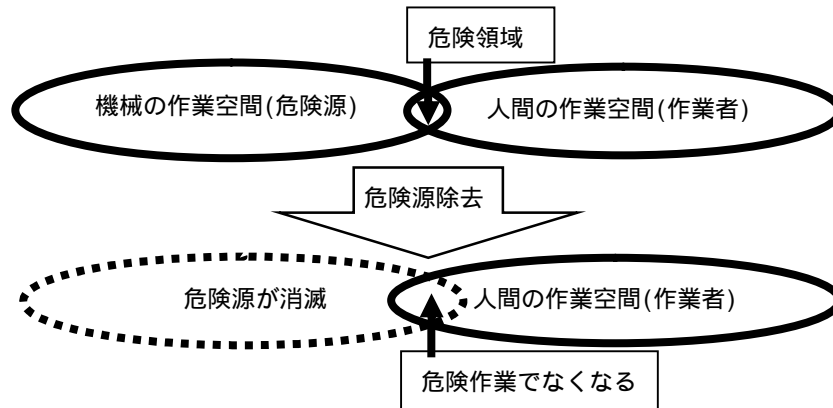 危険領域
機械の作業空間(危険源)
人間の作業空間(作業者)
危険源除去
危険源が消滅
人間の作業空間(作業者)
危険作業でなくなる